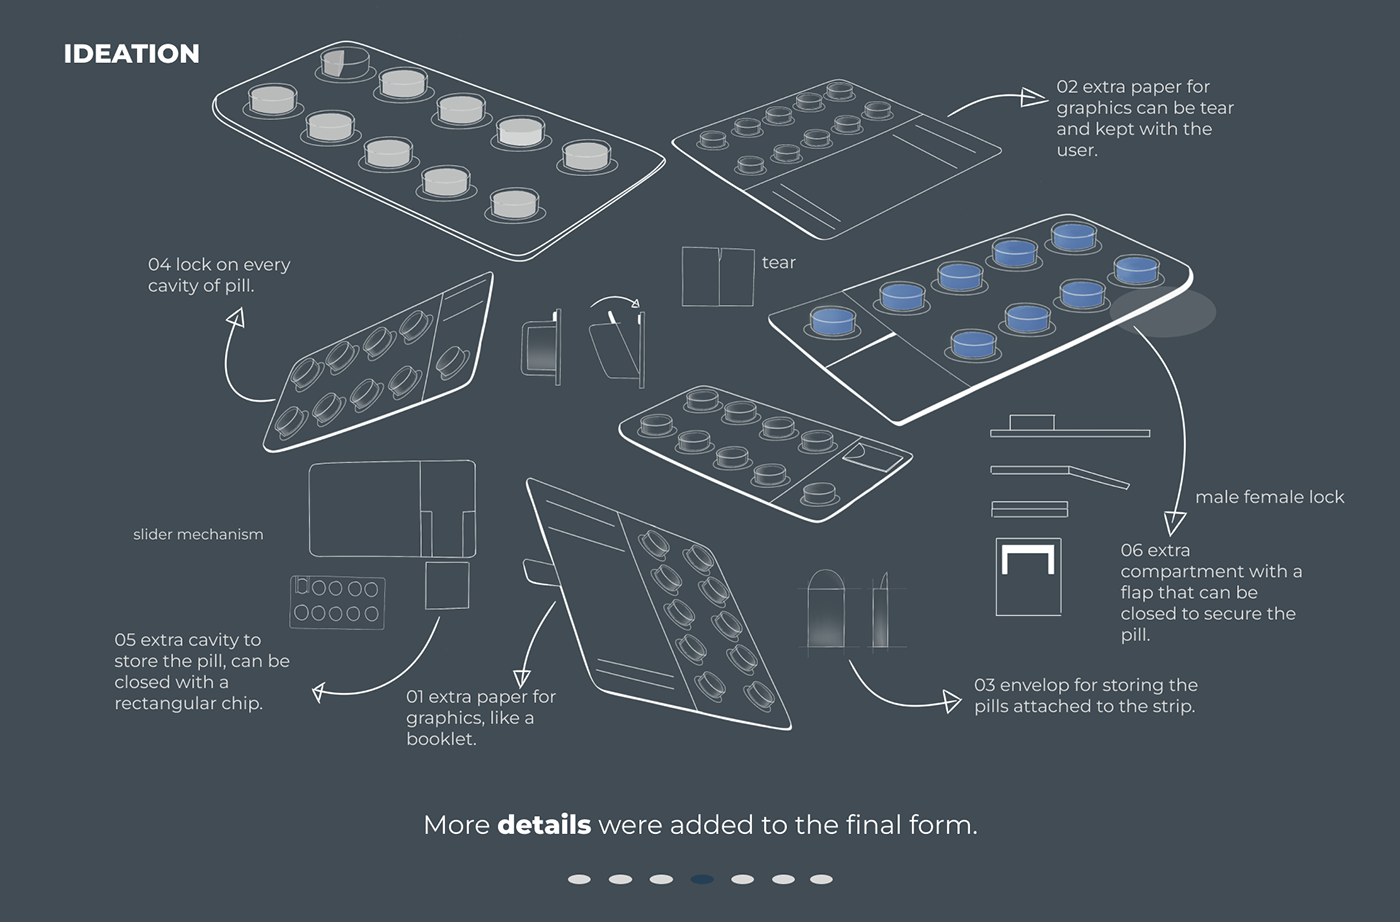 IDEATION
02 extra paper for
graphics can be tear
and kept with the
user.
04 lock on every
cavity of pill.
tear
male female lock
slider mechanism
06 extra
compartment with a
flap that can be
closed to secure the
pill.
05 extra cavity to
store the pill, can be
closed with a
rectangular chip.
01 extra paper for
graphics, like a
booklet.
03 envelop for storing the
pills attached to the strip.
More details were added to the final form.